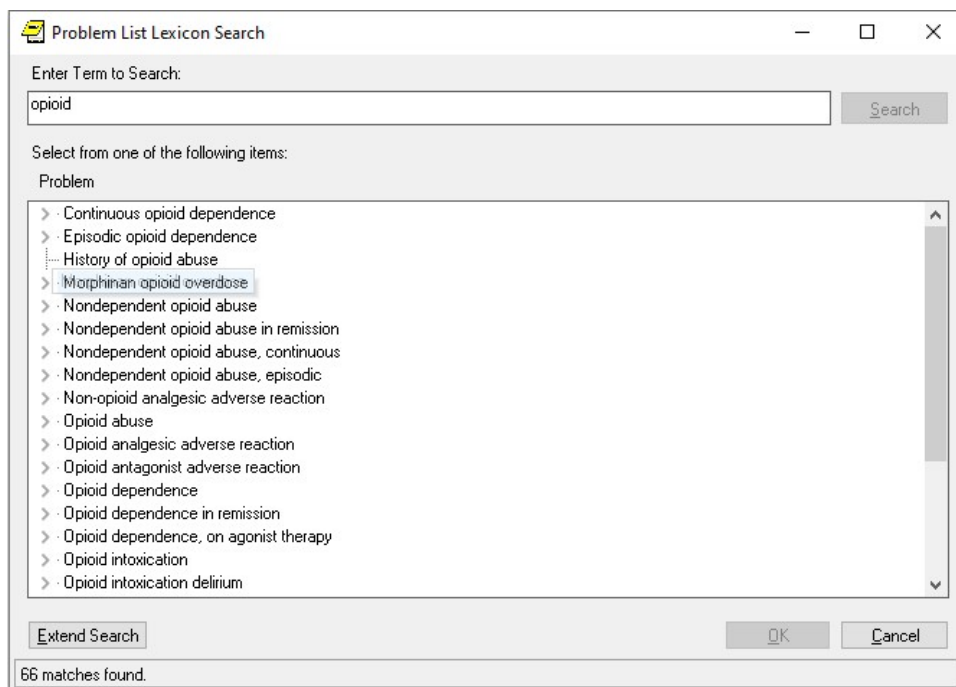 Problem List Lexicon Search
Enter Term to Search:
opioid
Search
Select from one of the following items:
Problem
Continuous opioid dependence
Episodic opioid dependence
History of opioid abuse
Morphinan opioid overdose
Nondependent opioid abuse
Nondependent opioid abuse in remission
Nondependent opioid abuse, continuous
Nondependent opioid abuse, episodic
Non-opioid analgesic adverse reaction
Opioid abuse
Opioid analgesic adverse reaction
Opioid antagonist adverse reaction
Opioid dependence
Opioid dependence in remission
Opioid dependence, on agonist therapy
Opioid intoxication
Opioid intoxication delirium
Extend Search
OK
Cancel
66 matches found.